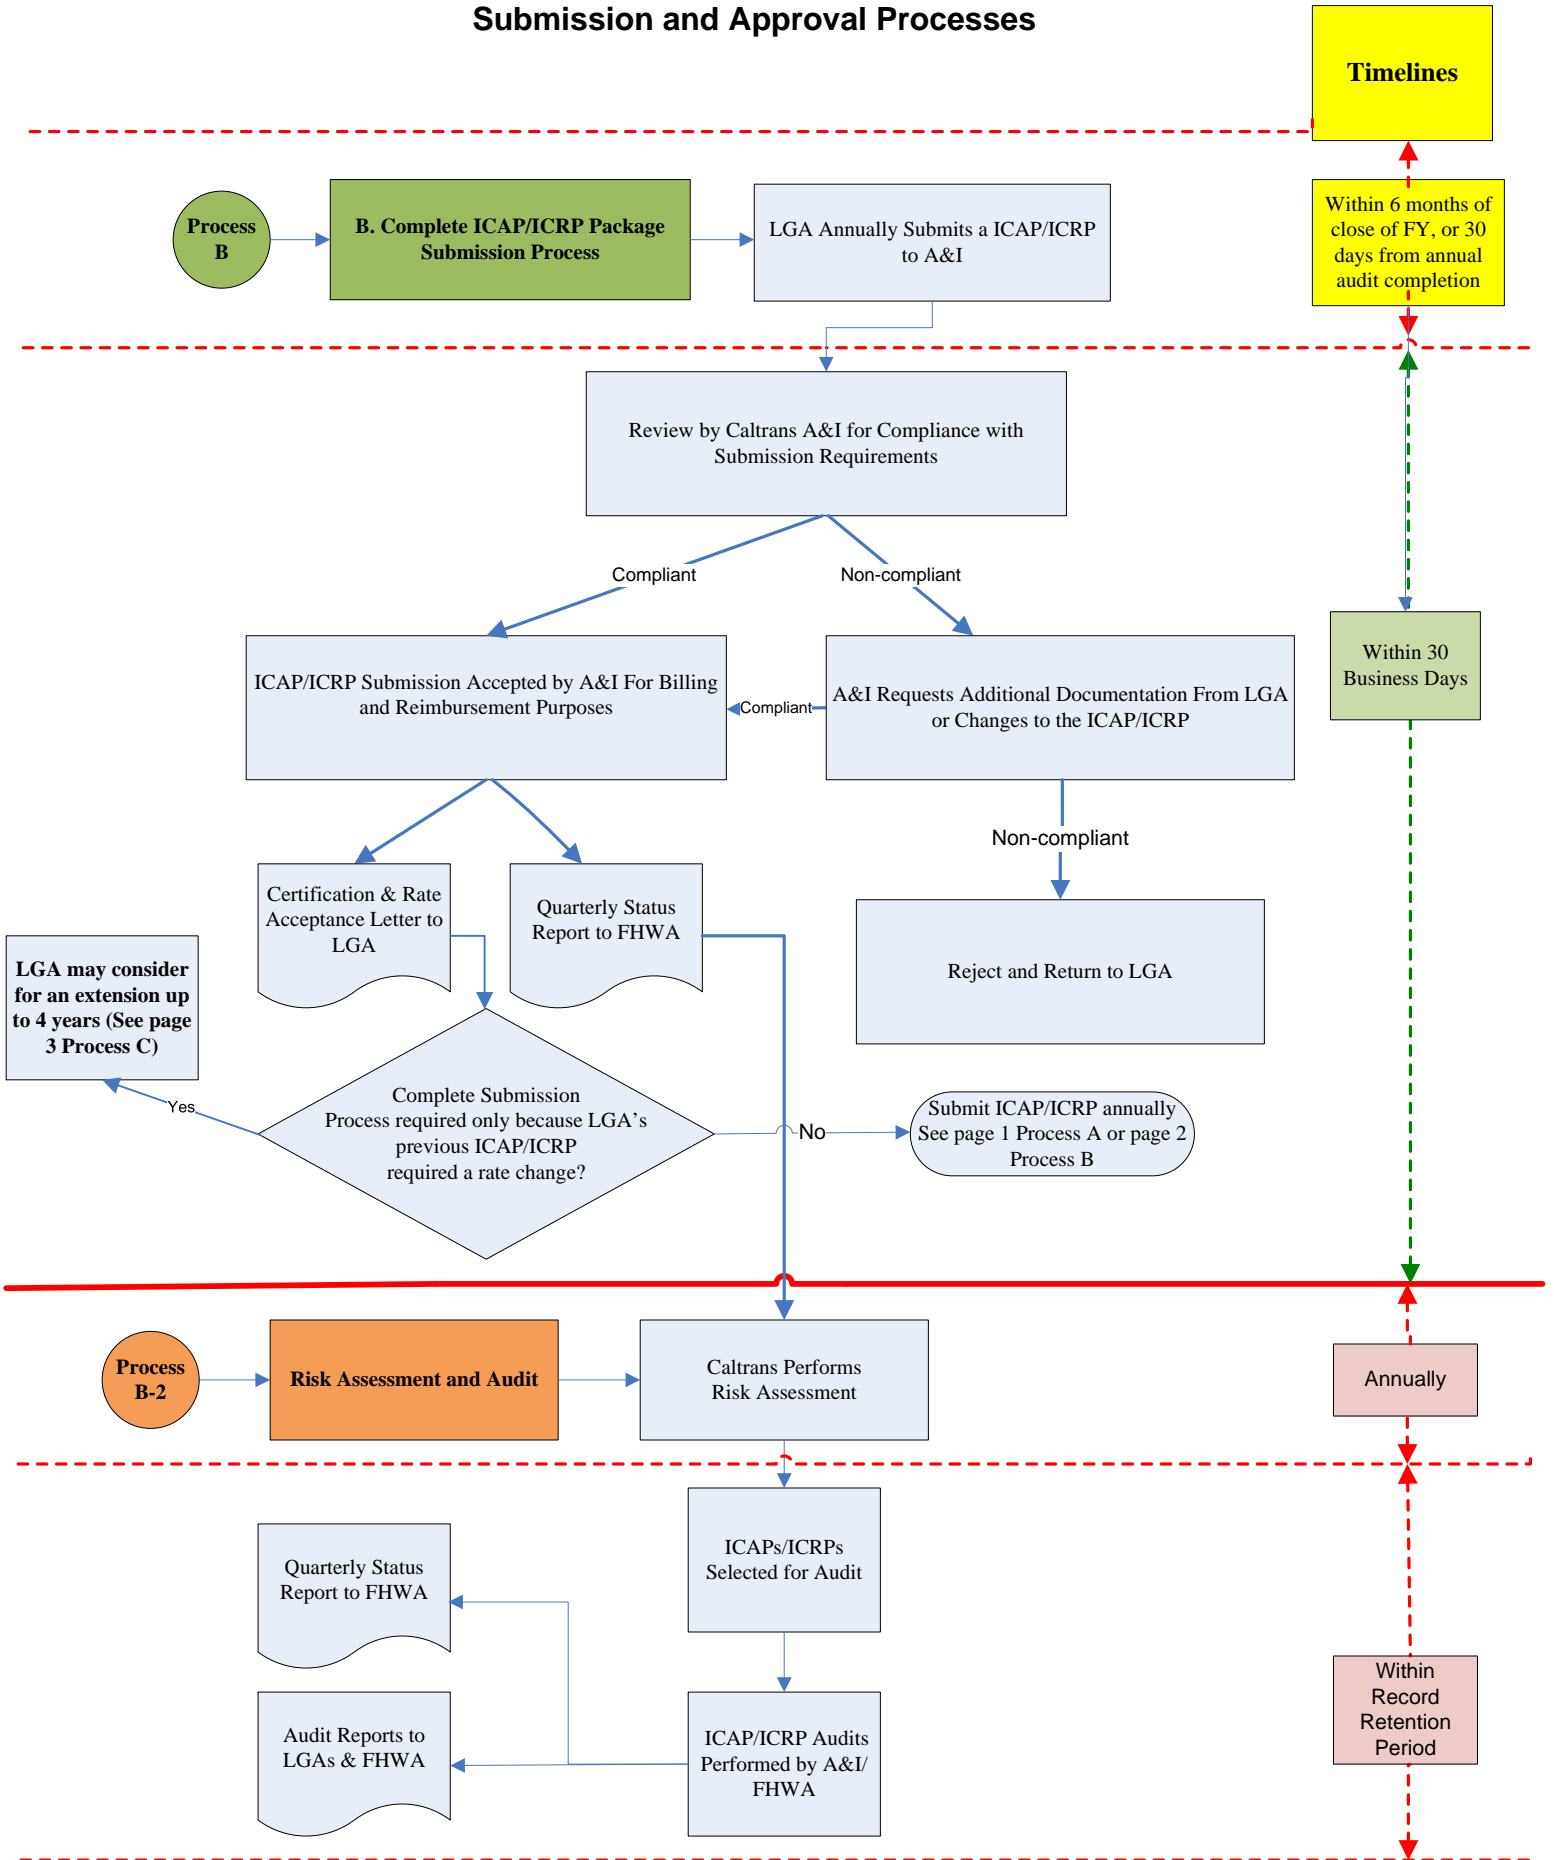 Submission and Approval Processes
Timelines
Process
B
B. Complete ICAP/ICRP Package
Submission Process
LGA Annually Submits a ICAP/ICRP
to A&I
Within 6 months of
close of FY, or 30
days from annual
audit completion
Review by Caltrans A&I for Compliance with
Submission Requirements
Compliant
Non-compliant
ICAP/ICRP Submission Accepted by A&I For Billing
and Reimbursement Purposes
Compliant
A&I Requests Additional Documentation From LGA
or Changes to the ICAP/ICRP
Within 30
Business Days
Non-compliant
Certification & Rate
Acceptance Letter to
LGA
Quarterly Status
Report to FHWA
Reject and Return to LGA
LGA may consider
for an extension up
to 4 years (See page
3 Process C)
Yes
Complete Submission
Process required only because LGA's
previous ICAP/ICRP
required a rate change?
No
Submit ICAP/ICRP annually
See page 1 Process A or page 2
Process B
Process
B-2
Risk Assessment and Audit
Caltrans Performs
Risk Assessment
Annually
ICAPs/ICRPs
Selected for Audit
Quarterly Status
Report to FHWA
Audit Reports to
LGAs & FHWA
ICAP/ICRP Audits
Performed by A&I/
FHWA
Within
Record
Retention
Period